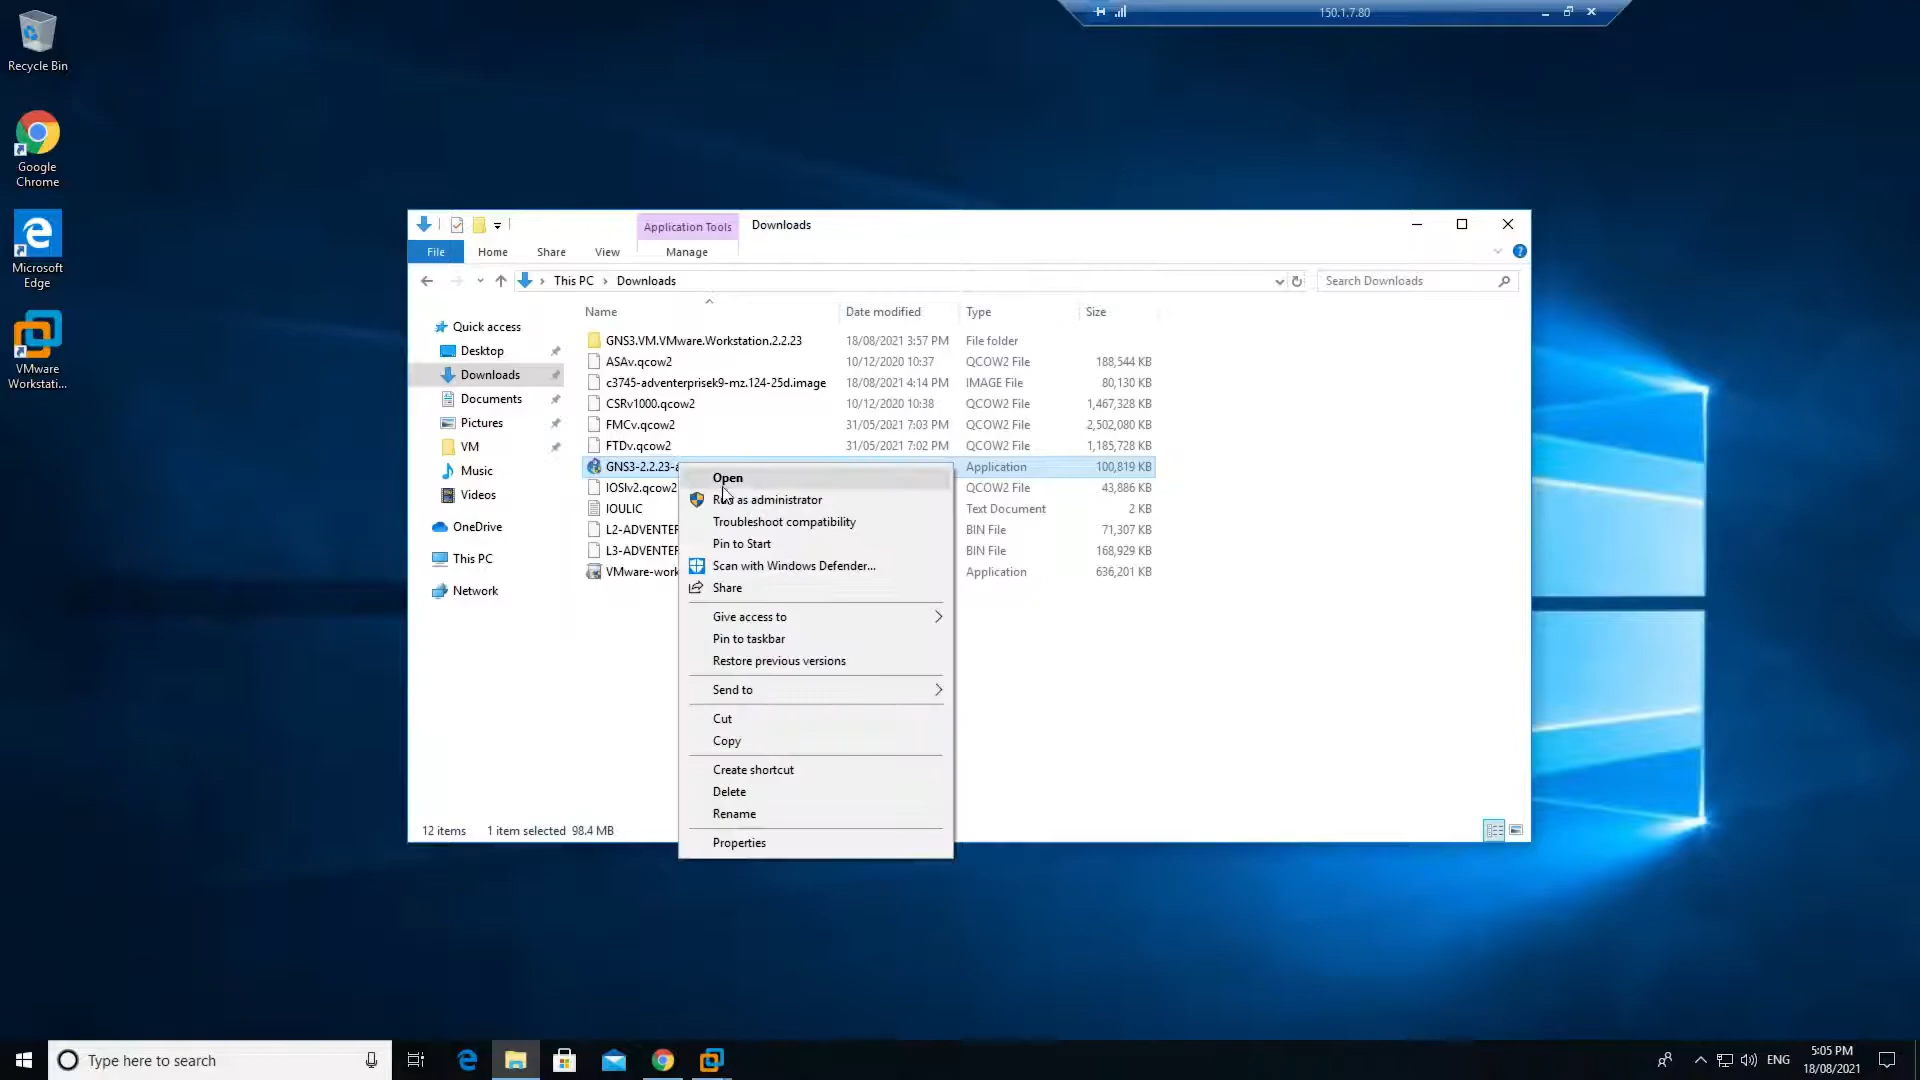 150.1.7.80
Recycle Bin
Google
Chrome
Microsoft
Edge
VMware
Workstati...
Application Tools
Downloads
File
Home
Share
View
Manage
This PC
Downloads
Search Downloads
Quick access
Desktop
Downloads
Documents
Pictures
VM
Music
Videos
OneDrive
This PC
Network
Name
Date modified
Type
Size
GNS3.VM.VMware.Workstation.2.2.23 18/08/2021 3:57 PM File folder
ASAv.qcow2 10/12/2020 10:37 QCOW2 File 188,544 KB
c3745-adventerprisek9-mz.124-25d.image 18/08/2021 4:14 PM IMAGE File 80,130 KB
CSRv1000.qcow2 10/12/2020 10:38 QCOW2 File 1,467,328 KB
FMCv.qcow2 31/05/2021 7:03 PM QCOW2 File 2,502,080 KB
FTDv.qcow2 31/05/2021 7:02 PM QCOW2 File 1,185,728 KB
GNS3-2.2.23-a Application 100,819 KB
IOSlv2.qcow2 QCOW2 File 43,886 KB
IOULIC Text Document 2 KB
L2-ADVENTER BIN File 71,307 KB
L3-ADVENTER BIN File 168,929 KB
VMware-work Application 636,201 KB
Open
Run as administrator
Troubleshoot compatibility
Pin to Start
Scan with Windows Defender...
Share
Give access to
Pin to taskbar
Restore previous versions
Send to
Cut
Copy
Create shortcut
Delete
Rename
Properties
12 items 1 item selected 98.4 MB
Type here to search
ENG
5:05 PM
18/08/2021